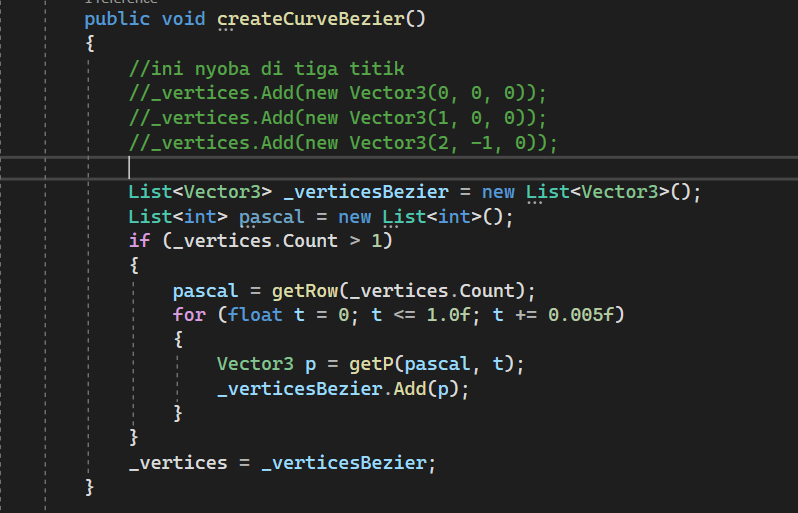 1 reference
public void createCurveBezier()
{
//ini nyoba di tiga titik
//_vertices.Add(new Vector3(0, 0, 0));
//_vertices.Add(new Vector3(1, 0, 0));
//_vertices.Add(new Vector3(2, -1, 0));
List<Vector3> _verticesBezier = new List<Vector3>();
List<int> pascal = new List<int>();
if (_vertices.Count > 1)
{
pascal = getRow(_vertices.Count);
for (float t = 0; t <= 1.0f; t += 0.005f)
{
Vector3 p = getP(pascal, t);
_verticesBezier.Add(p);
}
}
_vertices = _verticesBezier;
}